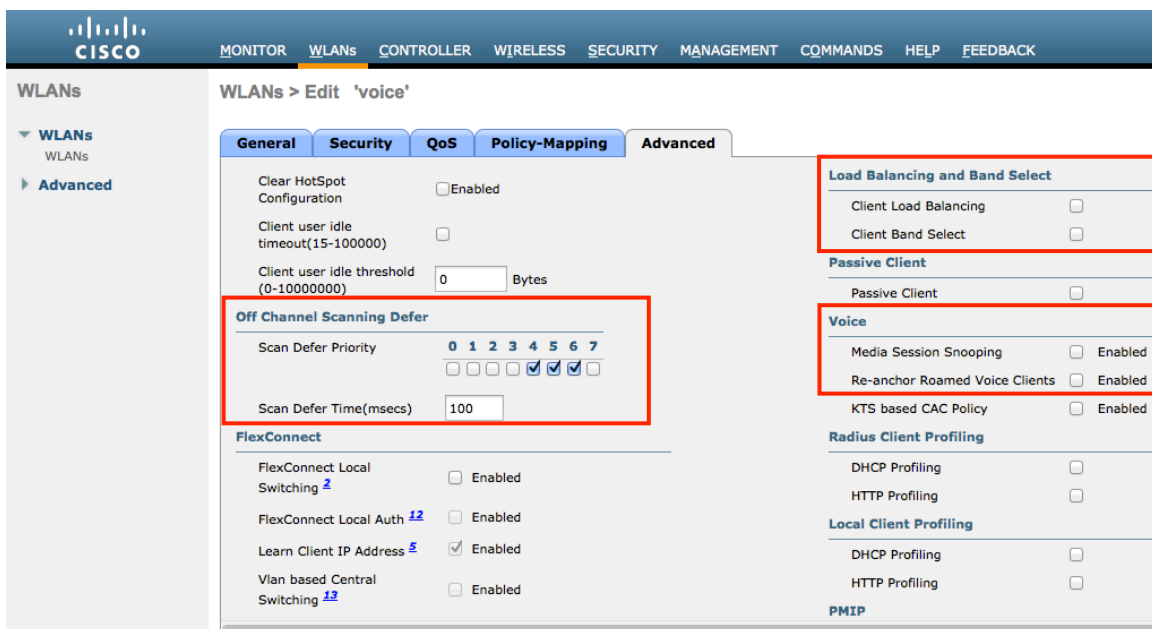 CISCO
MONITOR WLANs CONTROLLER WIRELESS SECURITY MANAGEMENT COMMANDS HELP FEEDBACK
WLANs
WLANs
WLANs
Advanced
WLANs > Edit 'voice'
General Security QoS Policy-Mapping Advanced
Clear HotSpot
Configuration
Enabled
Client user idle
timeout(15-100000)
Client user idle threshold
(0-10000000)
0 Bytes
Off Channel Scanning Defer
Scan Defer Priority
0 1 2 3 4 5 6 7
Scan Defer Time(msecs) 100
FlexConnect
FlexConnect Local
Switching 2
Enabled
FlexConnect Local Auth 12 Enabled
Learn Client IP Address 5 Enabled
Vlan based Central
Switching 13
Enabled
Load Balancing and Band Select
Client Load Balancing
Client Band Select
Passive Client
Passive Client
Voice
Media Session Snooping Enabled
Re-anchor Roamed Voice Clients Enabled
KTS based CAC Policy Enabled
Radius Client Profiling
DHCP Profiling
HTTP Profiling
Local Client Profiling
DHCP Profiling
HTTP Profiling
PMIP